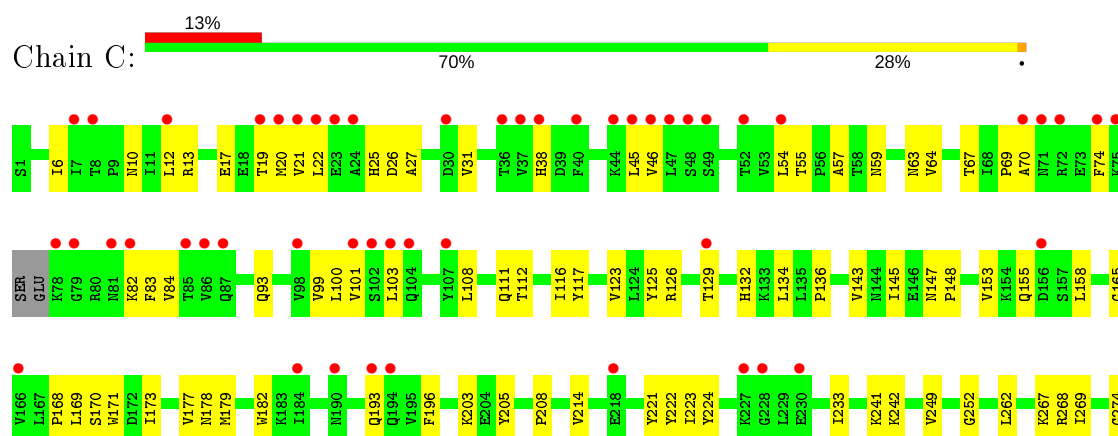 13%
Chain C:
70% 28% •
S1 I6 I7 T8 P9 N10 I11 L12 R13 E17 E18 T19 M20 V21 L22 E23 A24 H25 D26 A27 D30 V31 T36 V37 H38 D39 F40 K44 L45 V46 L47 S48 S49 T52 V53 L54 T55 P56 A57 T58 N59 N63 V64 T67 I68 P69 A70 N71 R72 E73 F74 K75
SER GLU K78 G79 R80 N81 K82 F83 V84 T85 V86 Q87 Q93 V98 V99 L100 V101 S102 L103 Q104 Y107 L108 Q111 T112 I116 Y117 V123 L124 Y125 R126 T129 H132 K133 L134 L135 P136 V143 N144 I145 E146 N147 P148 V153 K154 Q155 D156 S157 L158 G165
V166 L167 P168 L169 S170 W171 D172 I173 V177 N178 M179 W182 K183 I184 N190 Q193 Q194 V195 F196 K203 E204 Y205 P208 V214 E218 Y221 Y222 I223 Y224 K227 G228 L229 E230 I233 K241 K242 V249 G252 L262 K267 R268 I269